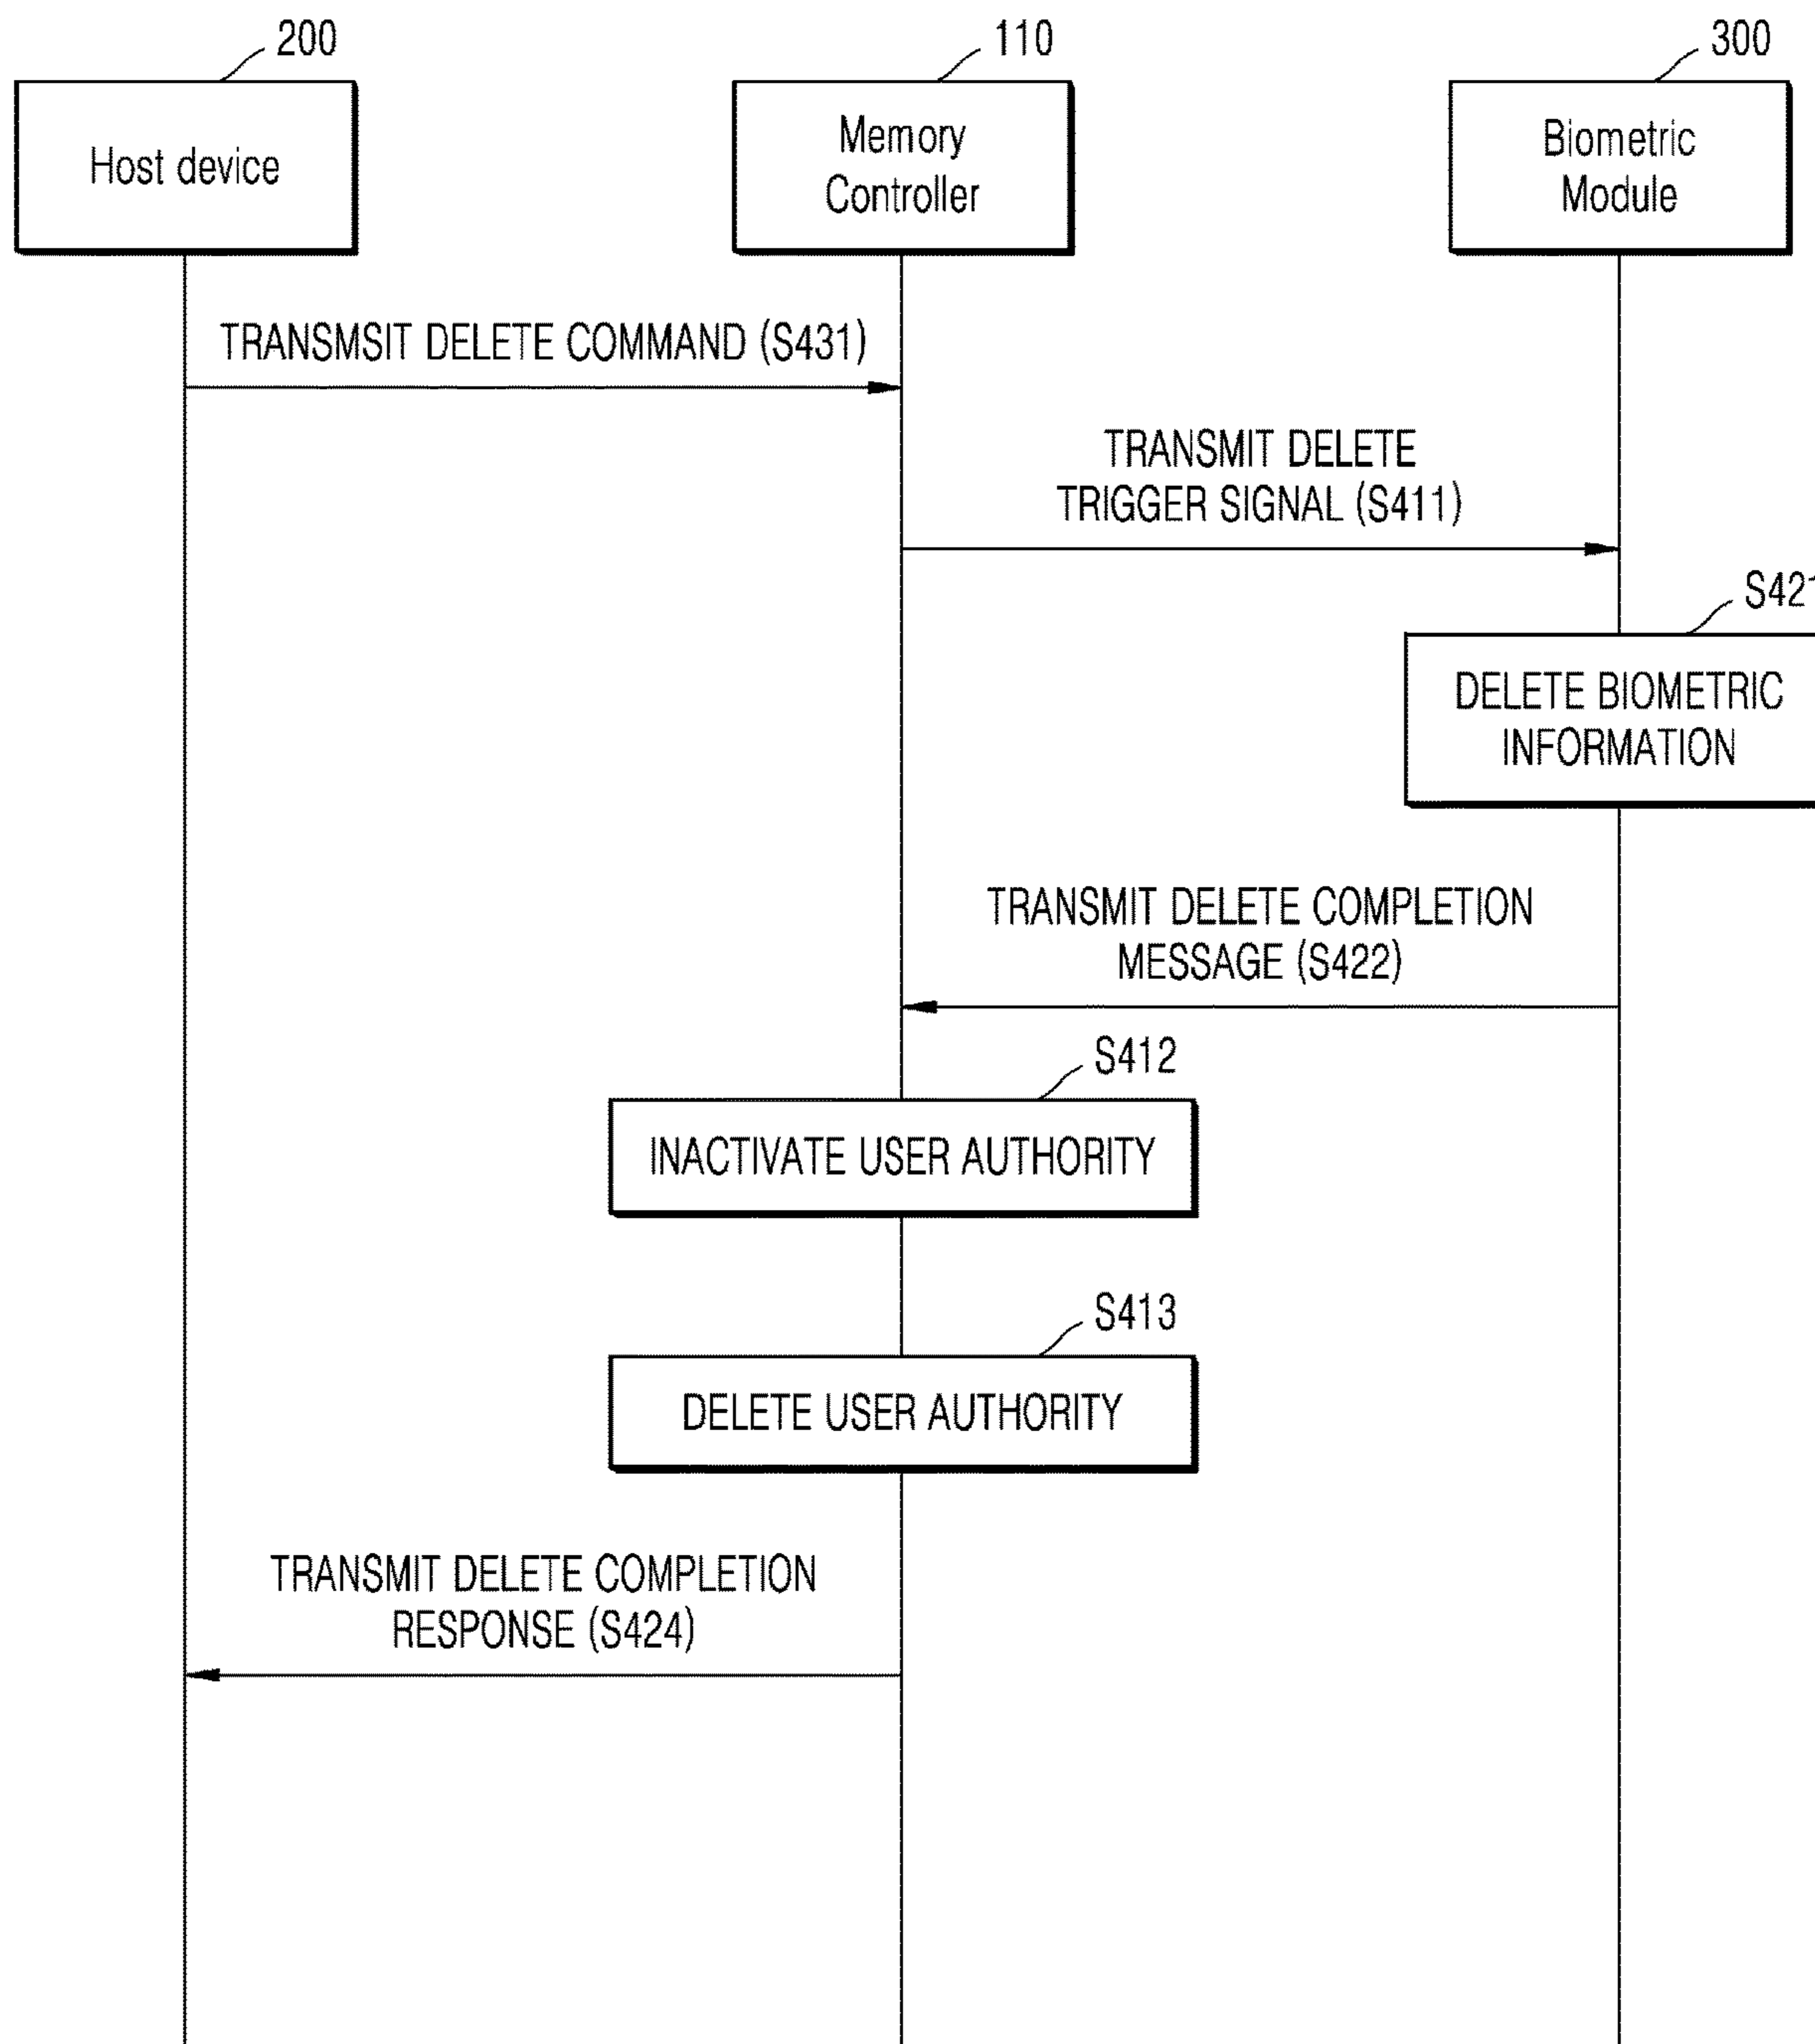 200
110
300
Host device
Memory
Controller
Biometric
Module
TRANSMSIT DELETE COMMAND (S431)
TRANSMIT DELETE
TRIGGER SIGNAL (S411)
S421
DELETE BIOMETRIC
INFORMATION
TRANSMIT DELETE COMPLETION
MESSAGE (S422)
S412
INACTIVATE USER AUTHORITY
S413
DELETE USER AUTHORITY
TRANSMIT DELETE COMPLETION
RESPONSE (S424)